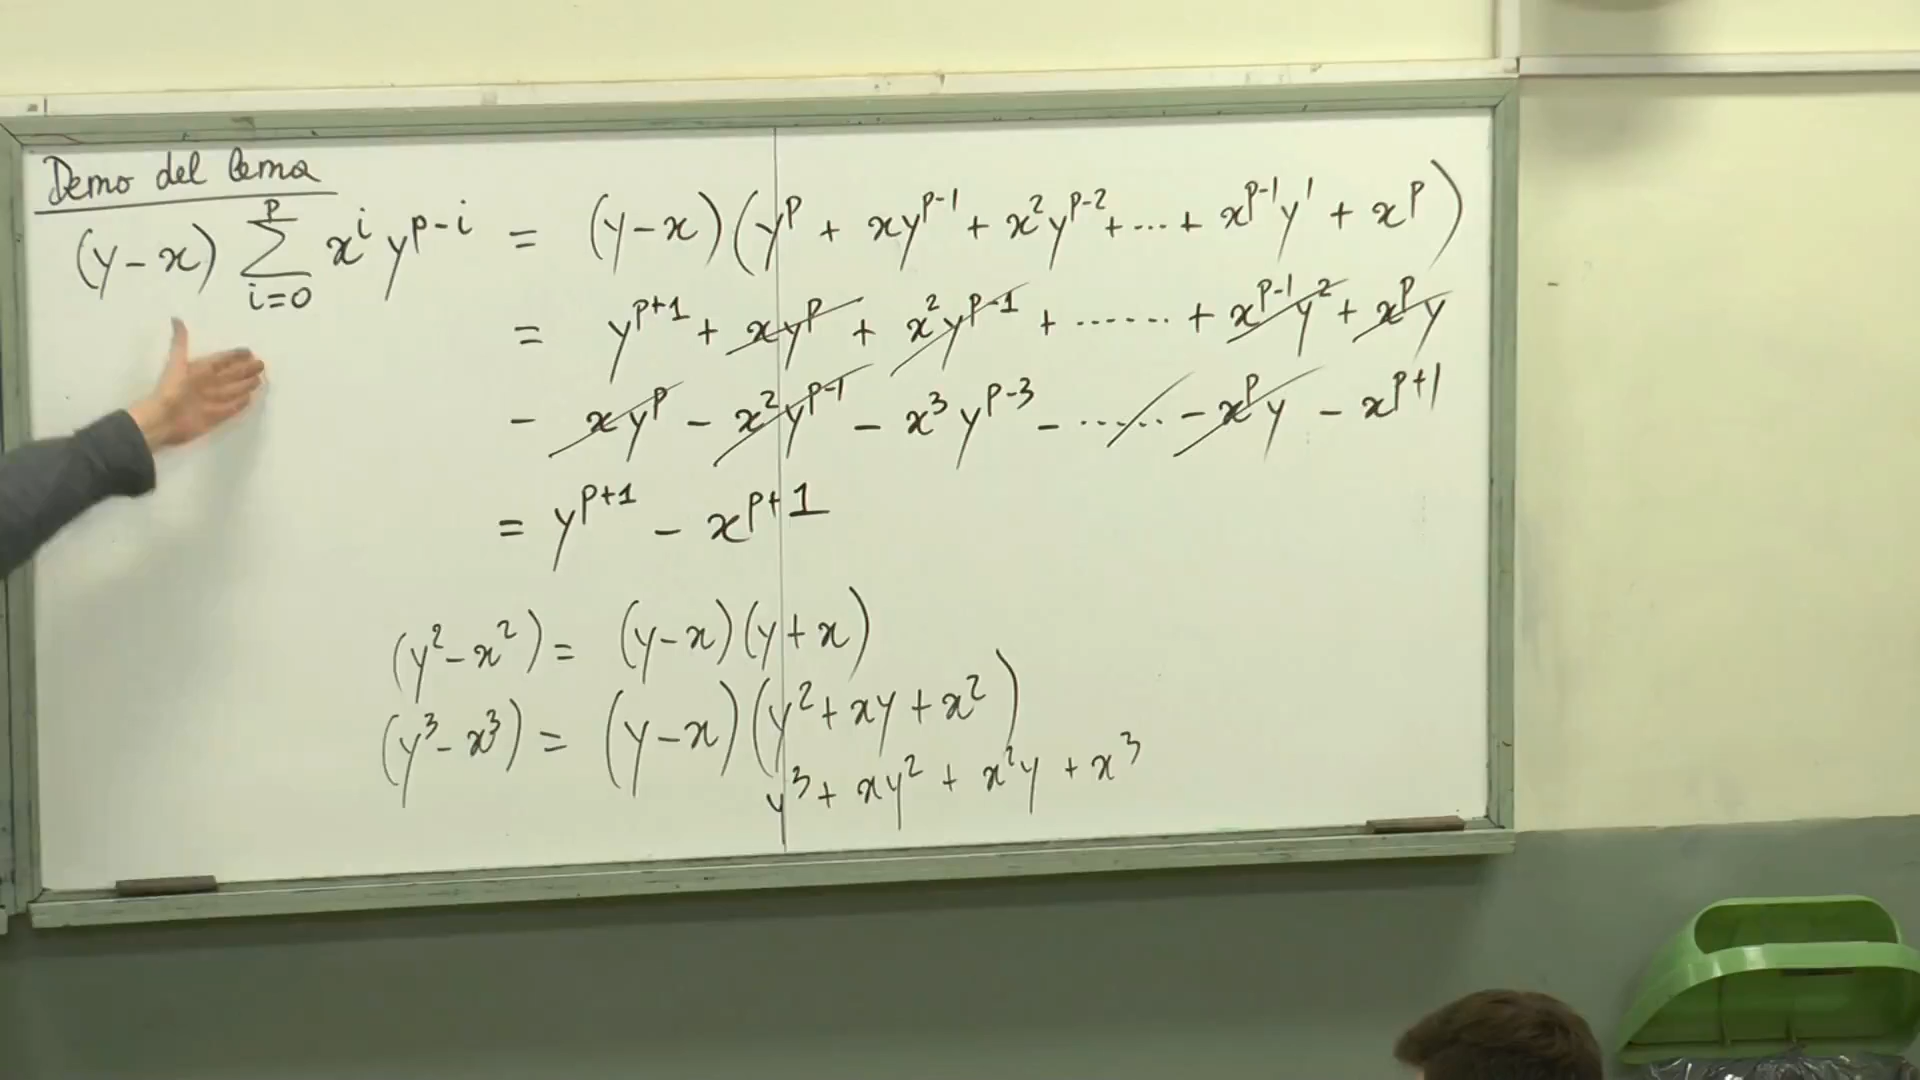 Demo del lema
(y-x) \sum_{i=0}^{p} x^i y^{p-i} = (y-x)(y^p + xy^{p-1} + x^2y^{p-2} + ... + x^{p-1}y^1 + x^p)
= y^{p+1} + xy^p + x^2y^{p-1} + ....... + x^{p-1}y^2 + x^py
- xy^p - x^2y^{p-1} - x^3y^{p-3} - ...... - x^py - x^{p+1}
= y^{p+1} - x^{p+1}
(y^2-x^2) = (y-x)(y+x)
(y^3-x^3) = (y-x)(y^2+xy+x^2)
y^3 + xy^2 + x^2y + x^3